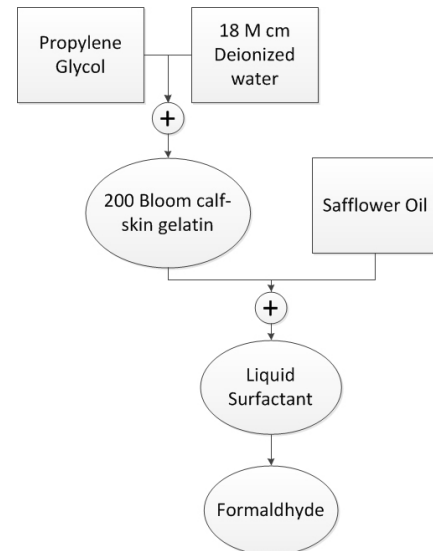 Propylene
Glycol
18 M cm
Deionized
water
+
200 Bloom calf-
skin gelatin
Safflower Oil
+
Liquid
Surfactant
Formaldhyde